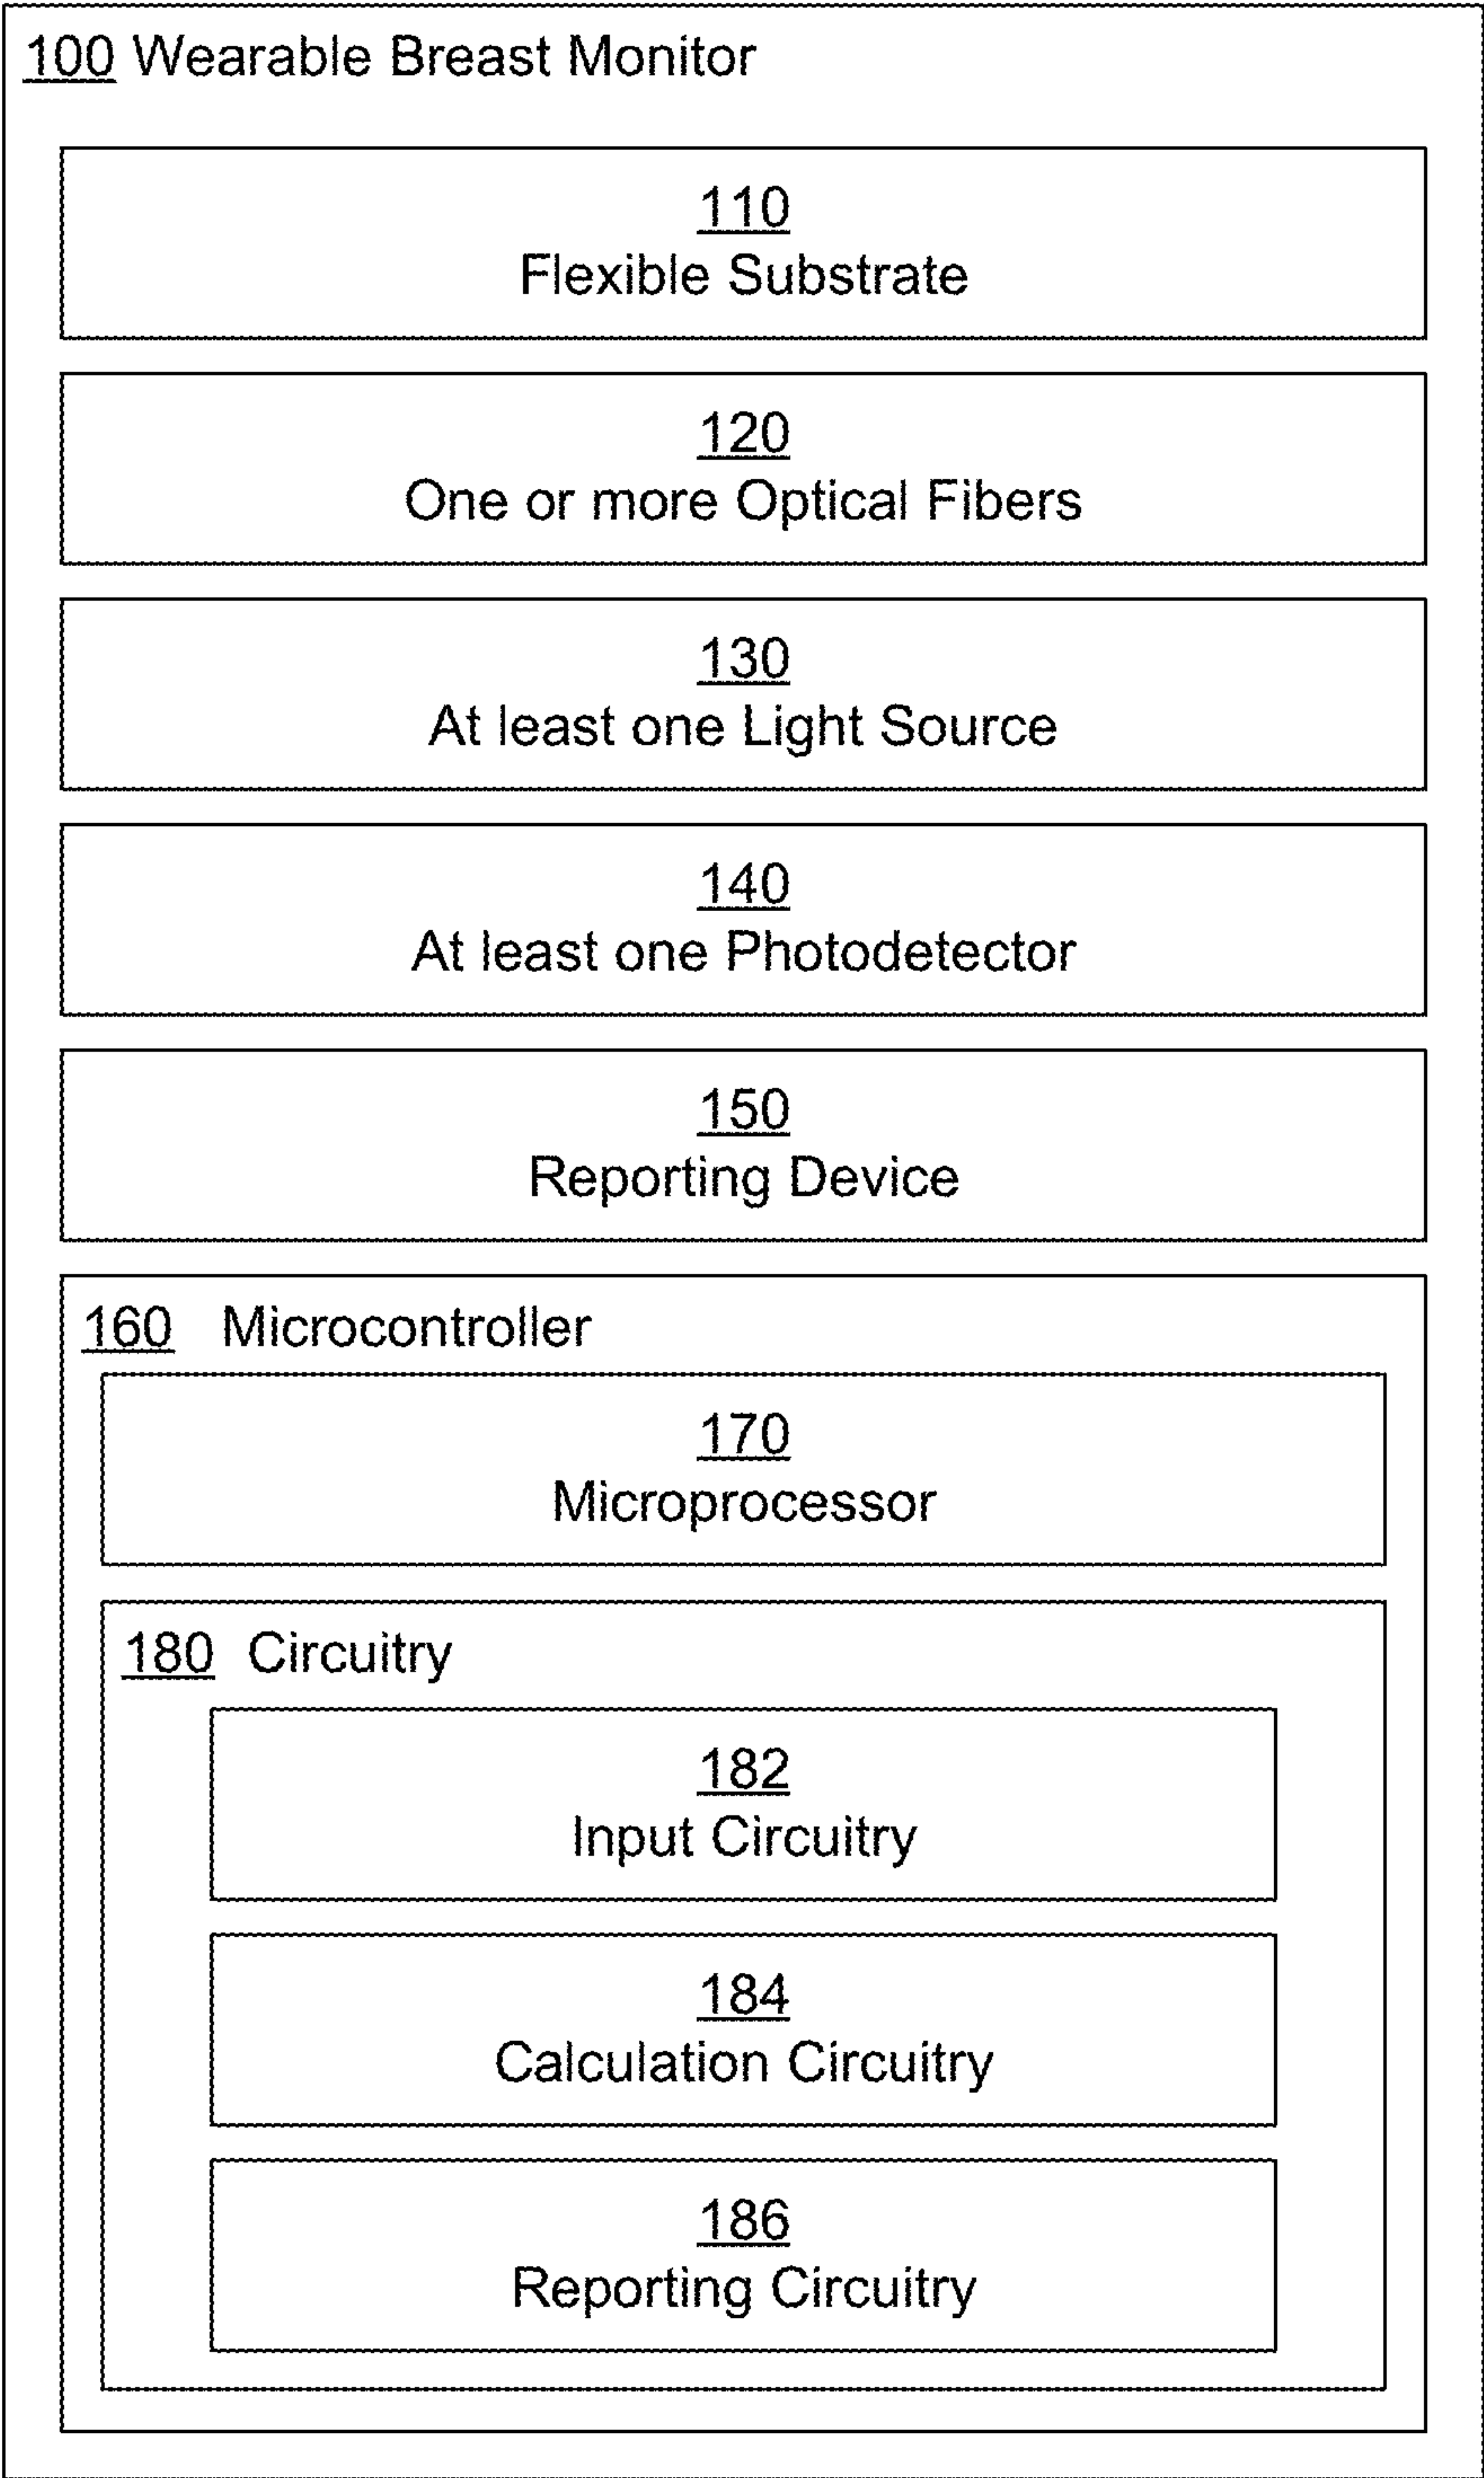 100 Wearable Breast Monitor
110
Flexible Substrate
120
One or more Optical Fibers
130
At least one Light Source
140
At least one Photodetector
150
Reporting Device
160 Microcontroller
170
Microprocessor
180 Circuitry
182
Input Circuitry
184
Calculation Circuitry
186
Reporting Circuitry